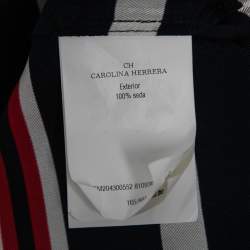 CH
CAROLINA HERRERA
Exterior
100% seda